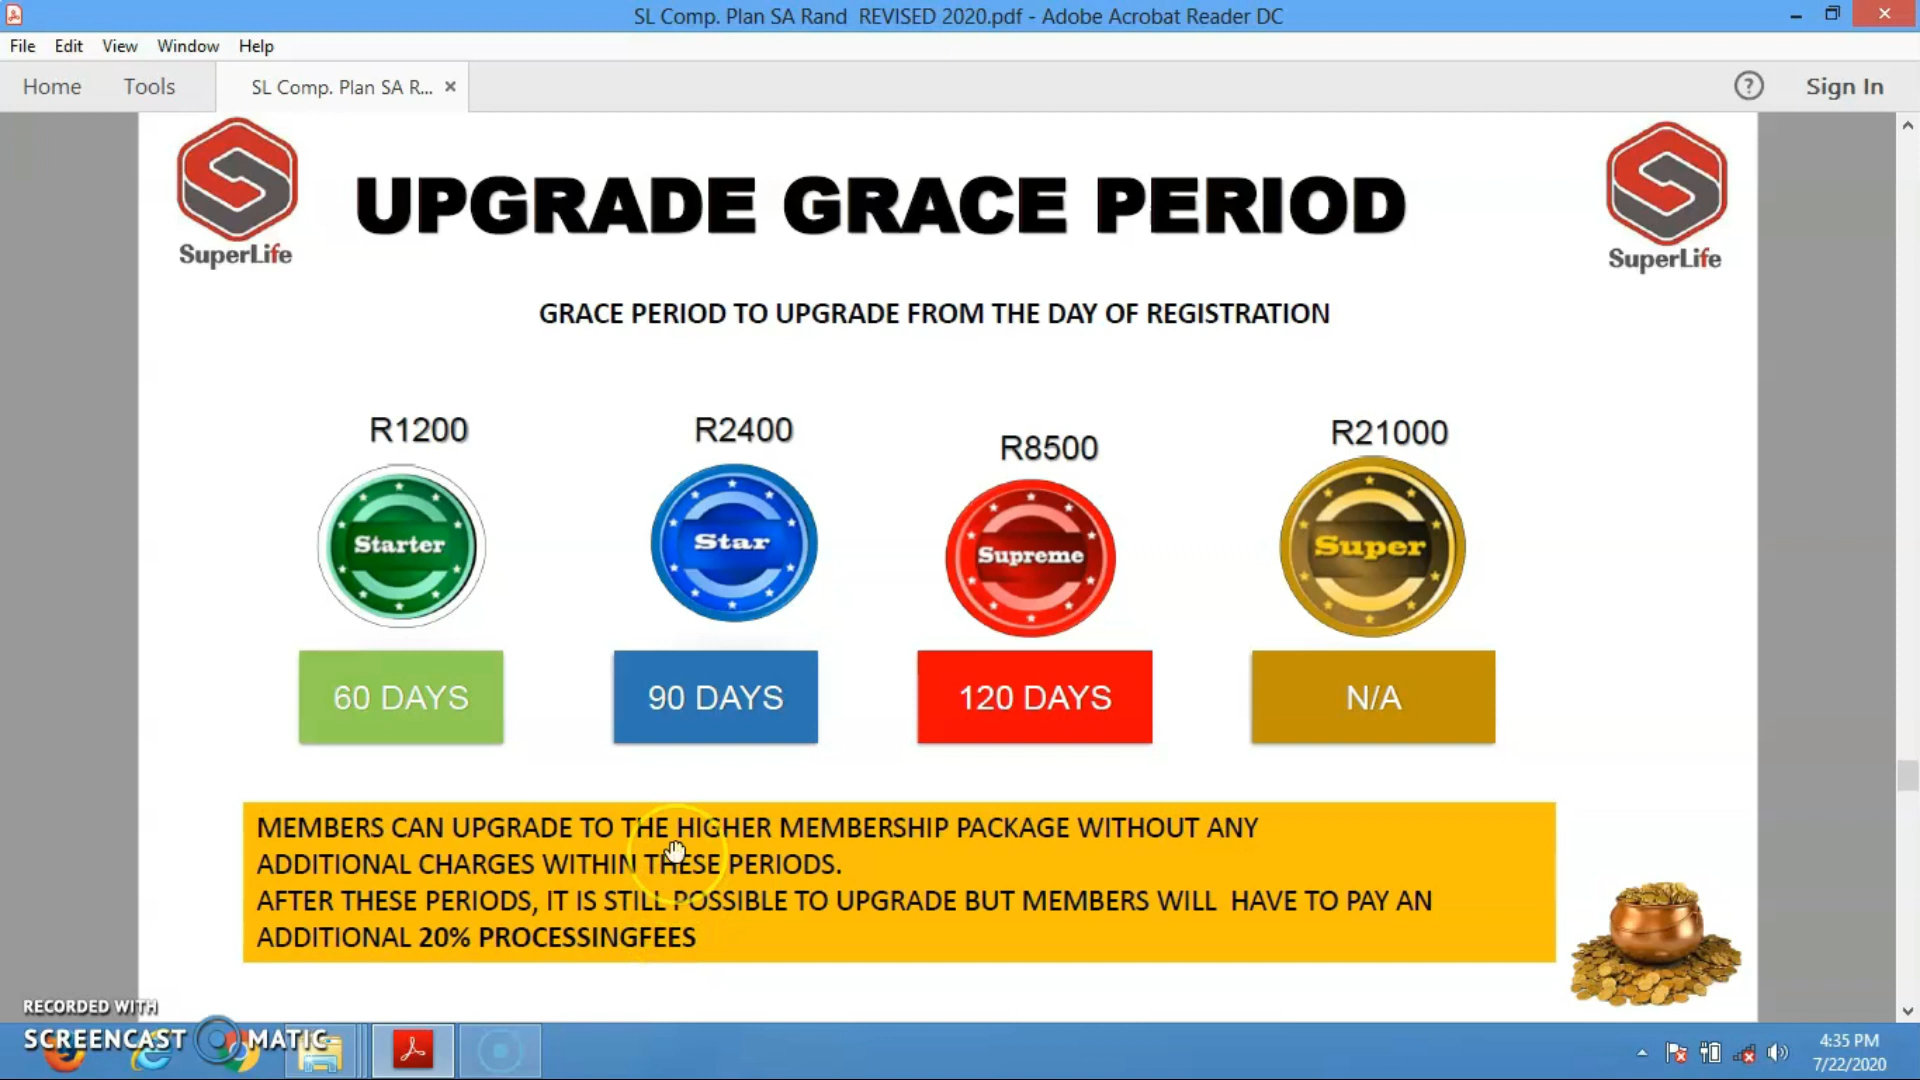 SL Comp. Plan SA Rand  REVISED 2020.pdf - Adobe Acrobat Reader DC
File Edit View Window Help
Home Tools SL Comp. Plan SA R... × ? Sign In
SuperLife
UPGRADE GRACE PERIOD
SuperLife
GRACE PERIOD TO UPGRADE FROM THE DAY OF REGISTRATION
R1200 R2400 R8500 R21000
Starter Star Supreme Super
60 DAYS 90 DAYS 120 DAYS N/A
MEMBERS CAN UPGRADE TO THE HIGHER MEMBERSHIP PACKAGE WITHOUT ANY
ADDITIONAL CHARGES WITHIN THESE PERIODS.
AFTER THESE PERIODS, IT IS STILL POSSIBLE TO UPGRADE BUT MEMBERS WILL  HAVE TO PAY AN
ADDITIONAL 20% PROCESSINGFEES
RECORDED WITH
SCREENCAST MATIC
4:35 PM
7/22/2020